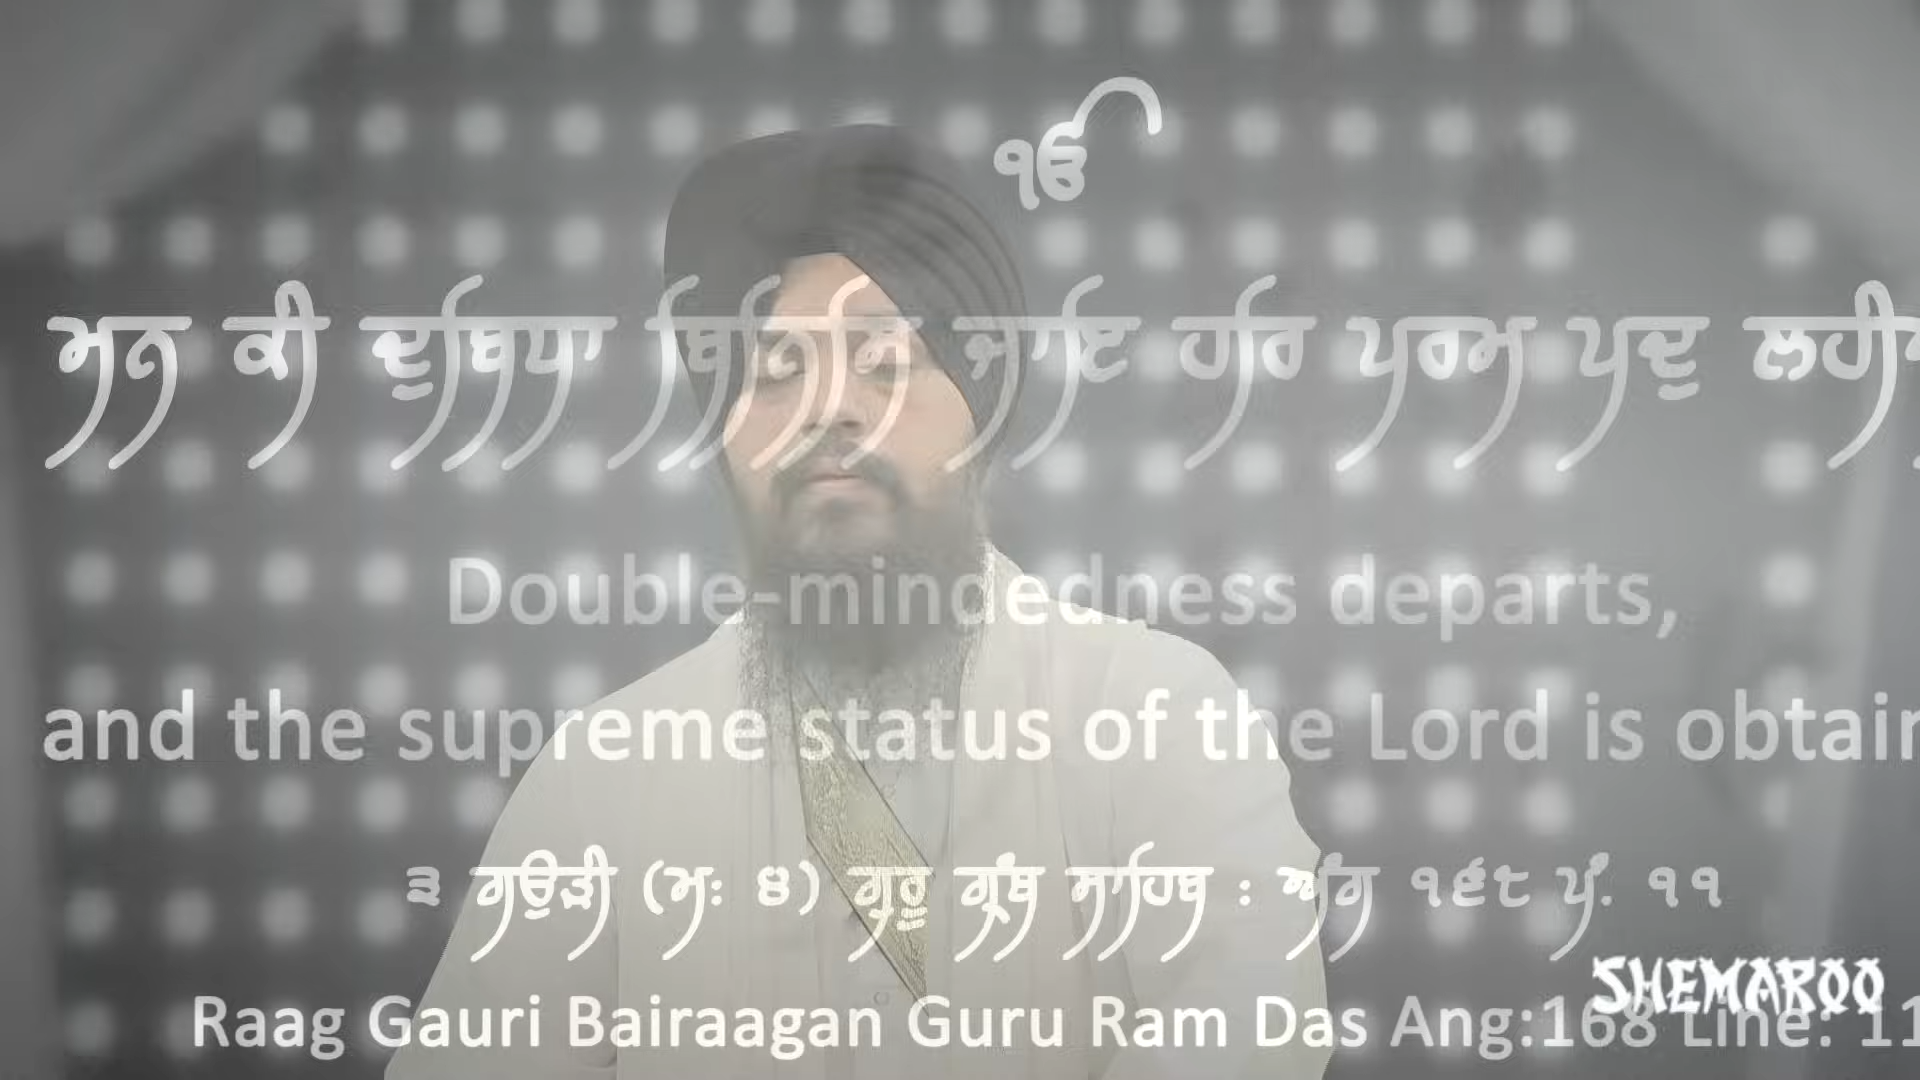 ੴ
ਮਨ ਕੀ ਦੁਬਿਧਾ ਬਿਨਸਿ ਜਾਇ ਹਰਿ ਪਰਮ ਪਦੁ
Double-mindedness departs,
and the supreme status of the Lord is
੩ ਗਉੜੀ (ਮਃ ੪) ਗੁਰੂ ਗ੍ਰੰਥ ਸਾਹਿਬ : ਅੰਗ ੧੬੮ ਪੰ. ੧੧
SHEMAROO
Raag Gauri Bairaagan Guru Ram Das Ang:168 Line: 11